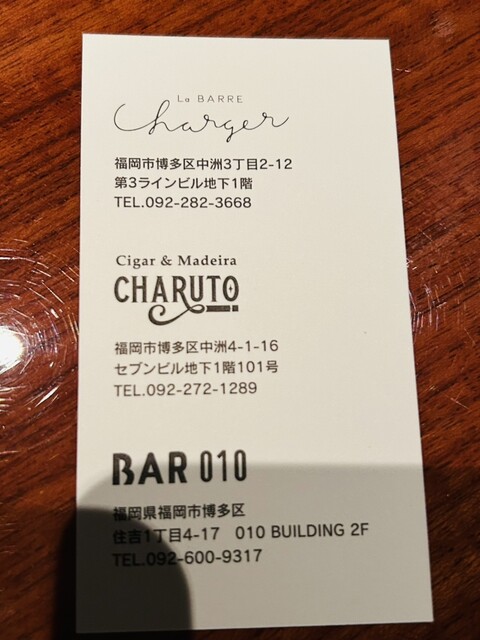 La BARRE
Charger
福岡市博多区中洲3丁目2-12
第3ラインビル地下1階
TEL.092-282-3668
Cigar & Madeira
CHARUTO
福岡市博多区中洲4-1-16
セブンビル地下1階101号
TEL.092-272-1289
BAR 010
福岡県福岡市博多区
住吉1丁目4-17 010 BUILDING 2F
TEL.092-600-9317